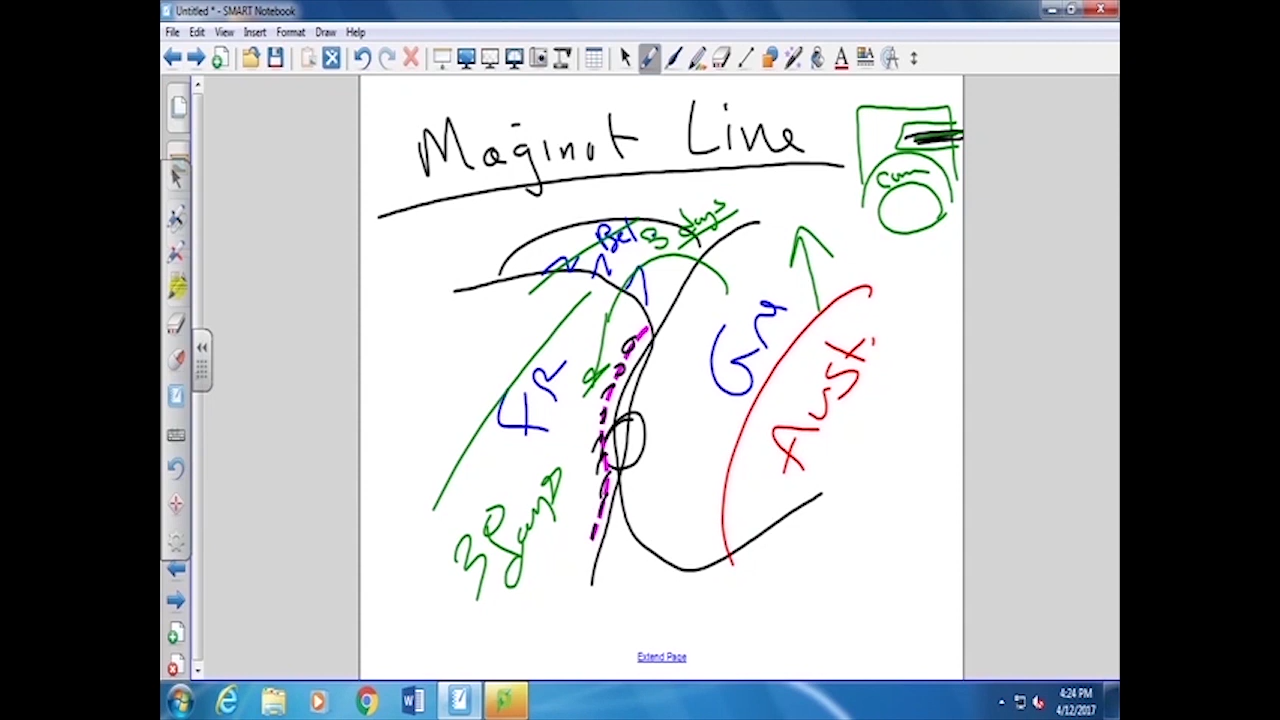 Untitled * - SMART Notebook
File Edit View Insert Format Draw Help
Maginot Line
Bel 3 days
Gr
FR
Aust.
Extend Page
4:24 PM
4/12/2017